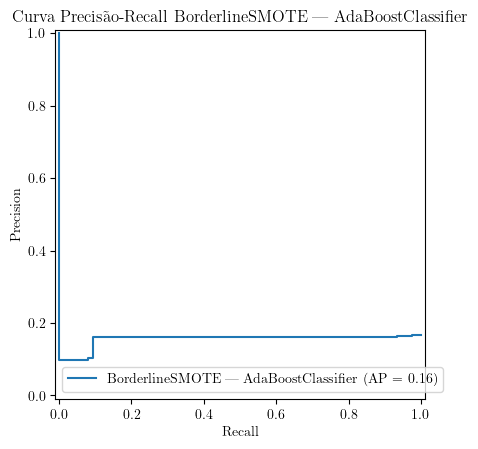 Curva Precisão-Recall BorderlineSMOTE — AdaBoostClassifier
1.0
0.8
0.6
0.4
0.2
0.0
Precision
BorderlineSMOTE — AdaBoostClassifier (AP = 0.16)
0.0 0.2 0.4 0.6 0.8 1.0
Recall